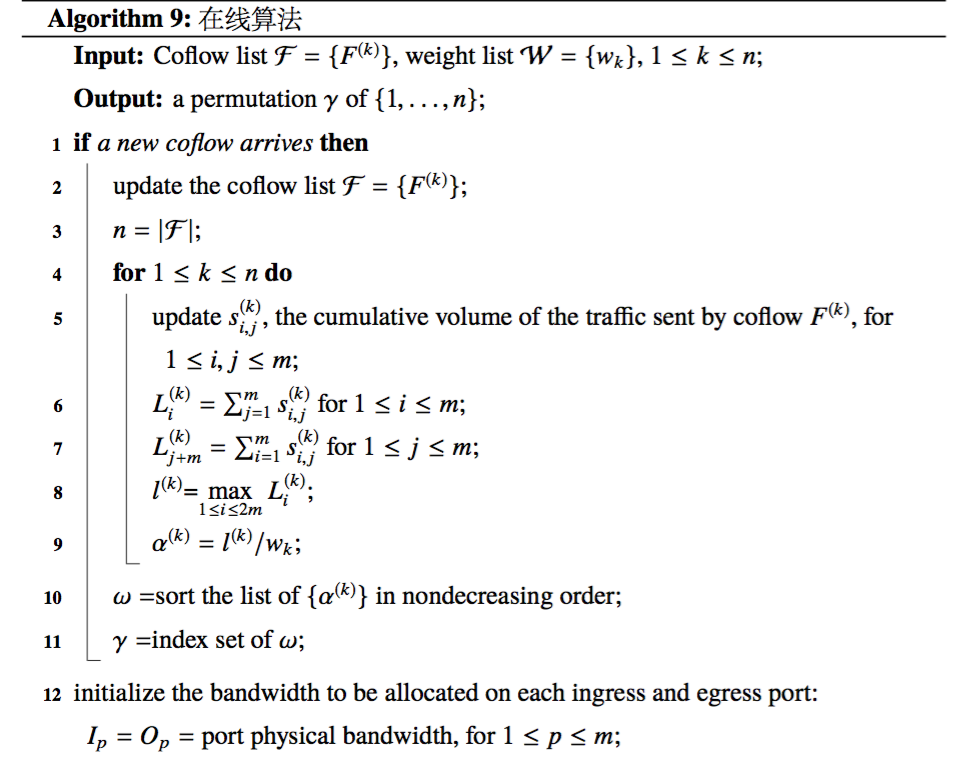 Algorithm 9: 在线算法
Input: Coflow list ℱ = {F^(k)}, weight list 𝒲 = {w_k}, 1 ≤ k ≤ n;
Output: a permutation γ of {1, . . . , n};
1 if a new coflow arrives then
2 update the coflow list ℱ = {F^(k)};
3 n = |ℱ|;
4 for 1 ≤ k ≤ n do
5 update s_{i,j}^(k), the cumulative volume of the traffic sent by coflow F^(k), for
1 ≤ i, j ≤ m;
6 L_i^(k) = ∑_{j=1}^m s_{i,j}^(k) for 1 ≤ i ≤ m;
7 L_{j+m}^(k) = ∑_{i=1}^m s_{i,j}^(k) for 1 ≤ j ≤ m;
8 l^(k)= max_{1≤i≤2m} L_i^(k);
9 α^(k) = l^(k)/w_k;
10 ω =sort the list of {α^(k)} in nondecreasing order;
11 γ =index set of ω;
12 initialize the bandwidth to be allocated on each ingress and egress port:
I_p = O_p = port physical bandwidth, for 1 ≤ p ≤ m;